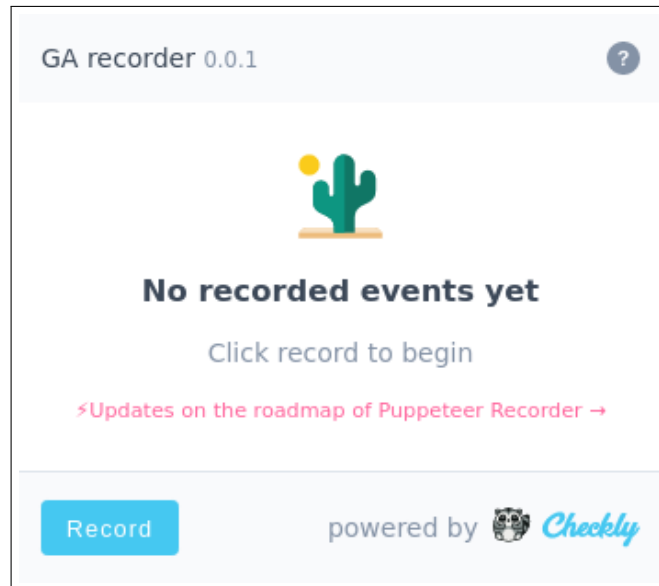 GA recorder 0.0.1 ?
No recorded events yet
Click record to begin
⚡Updates on the roadmap of Puppeteer Recorder →
Record powered by Checkly